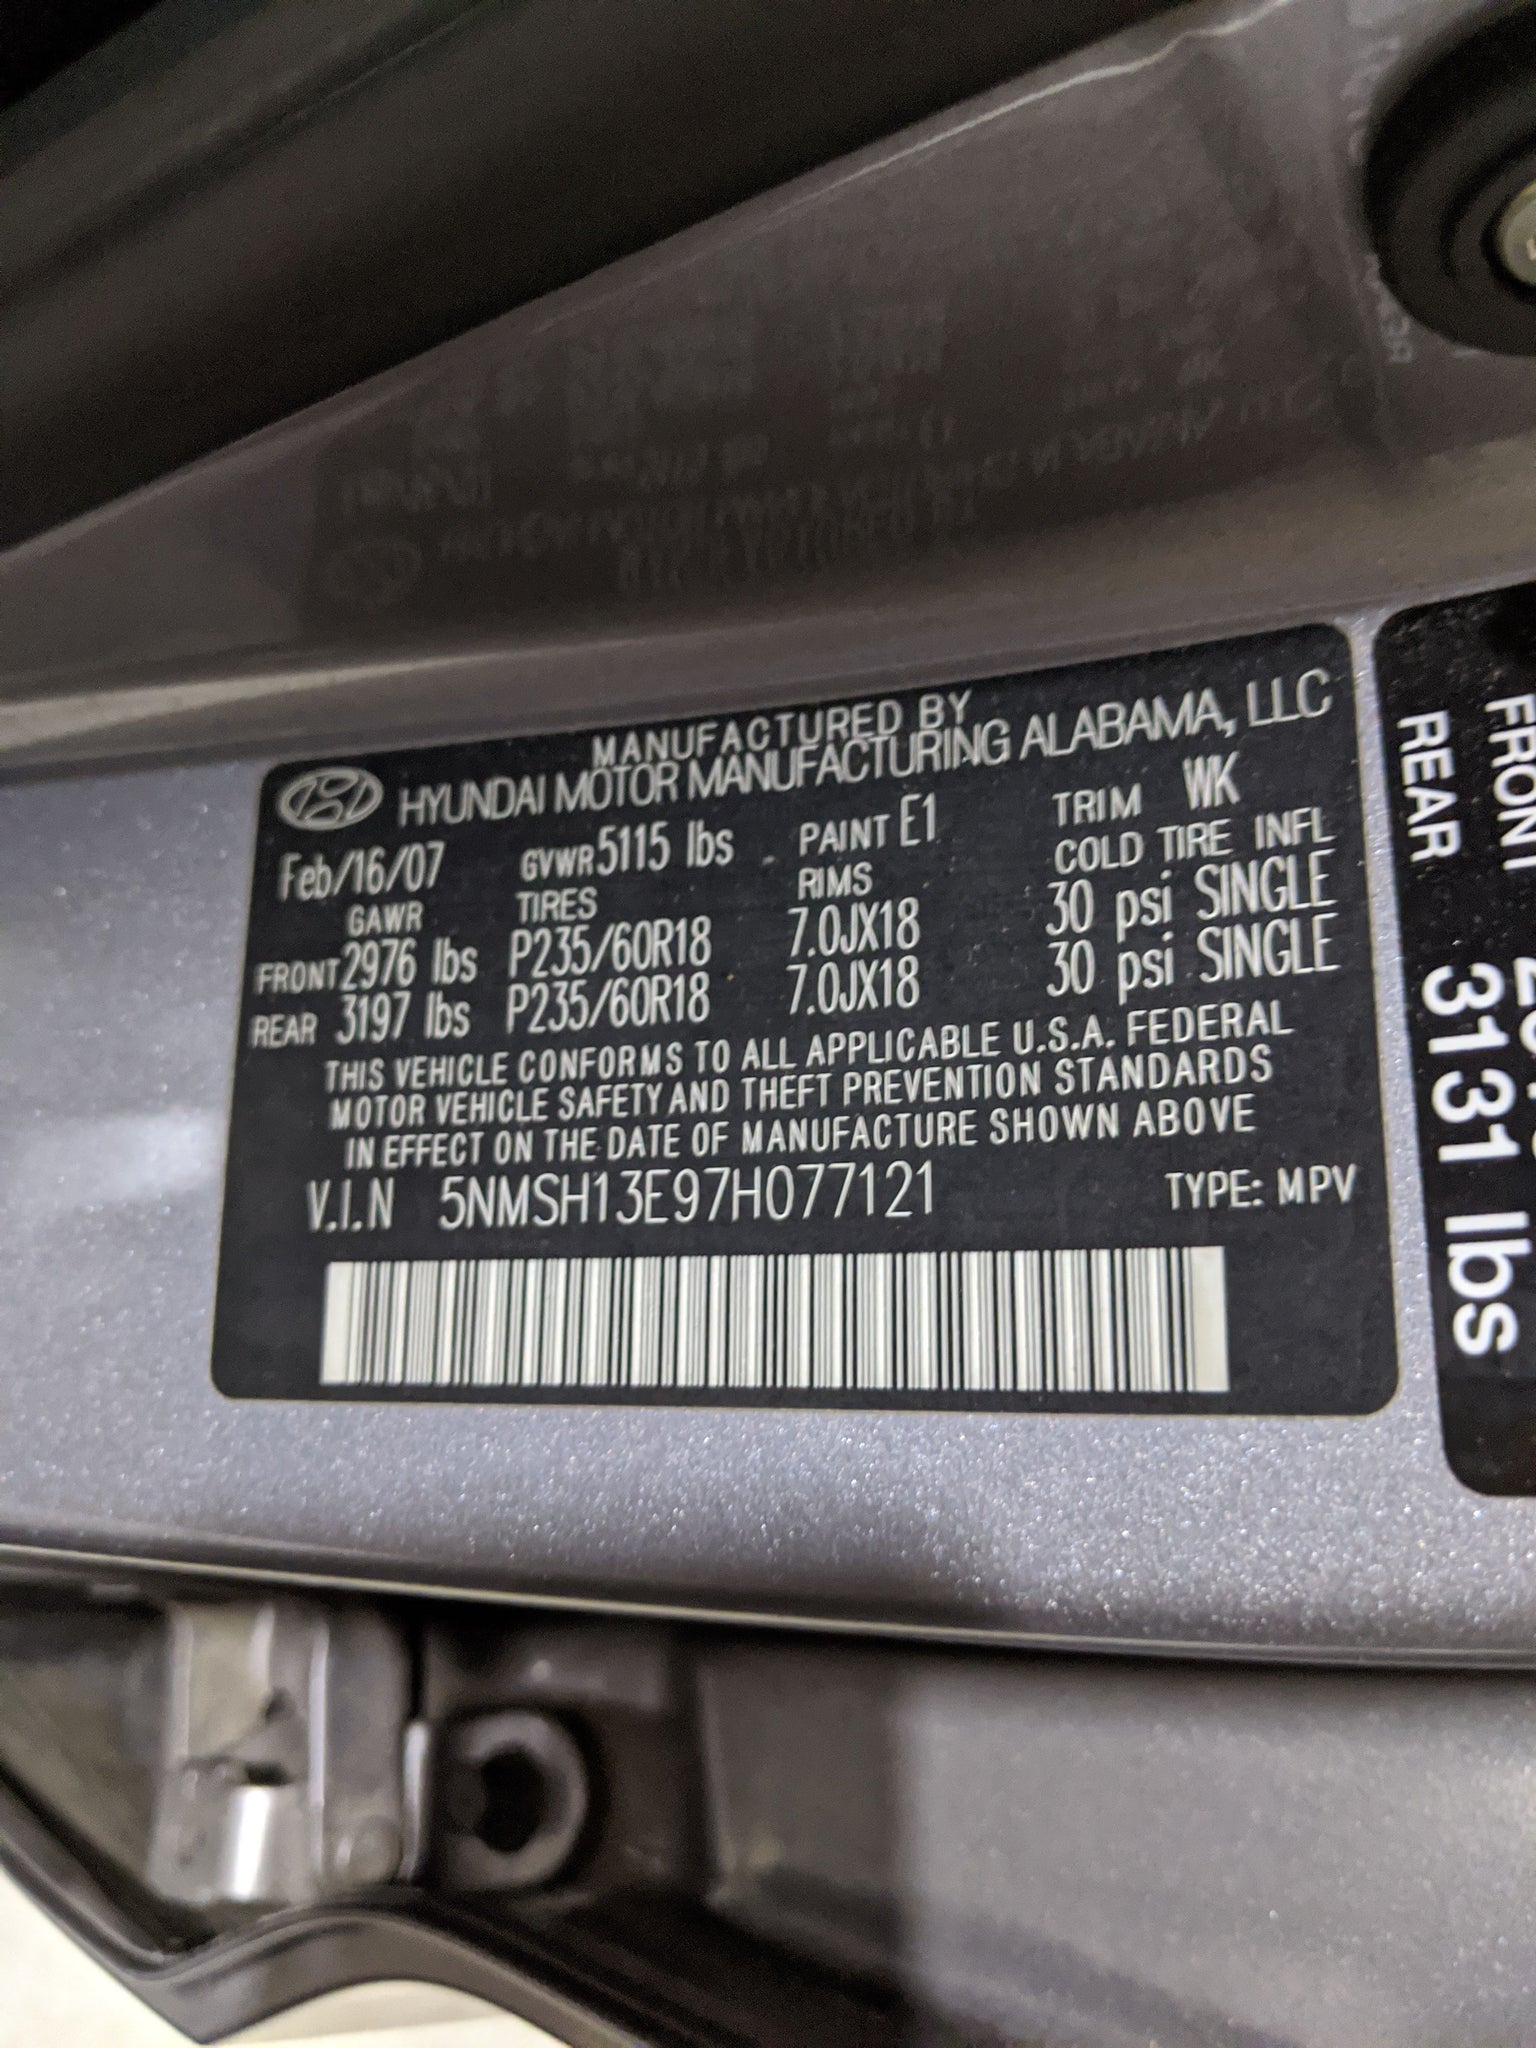 MANUFACTURED BY
HYUNDAI MOTOR MANUFACTURING ALABAMA, LLC
Feb/16/07 GVWR 5115 lbs PAINT E1 TRIM WK
GAWR TIRES RIMS COLD TIRE INFL
FRONT 2976 lbs P235/60R18 7.0JX18 30 psi SINGLE
REAR 3197 lbs P235/60R18 7.0JX18 30 psi SINGLE
THIS VEHICLE CONFORMS TO ALL APPLICABLE U.S.A. FEDERAL
MOTOR VEHICLE SAFETY AND THEFT PREVENTION STANDARDS
IN EFFECT ON THE DATE OF MANUFACTURE SHOWN ABOVE
V.I.N 5NMSH13E97H077121 TYPE: MPV
FRONT
REAR 3131 lbs